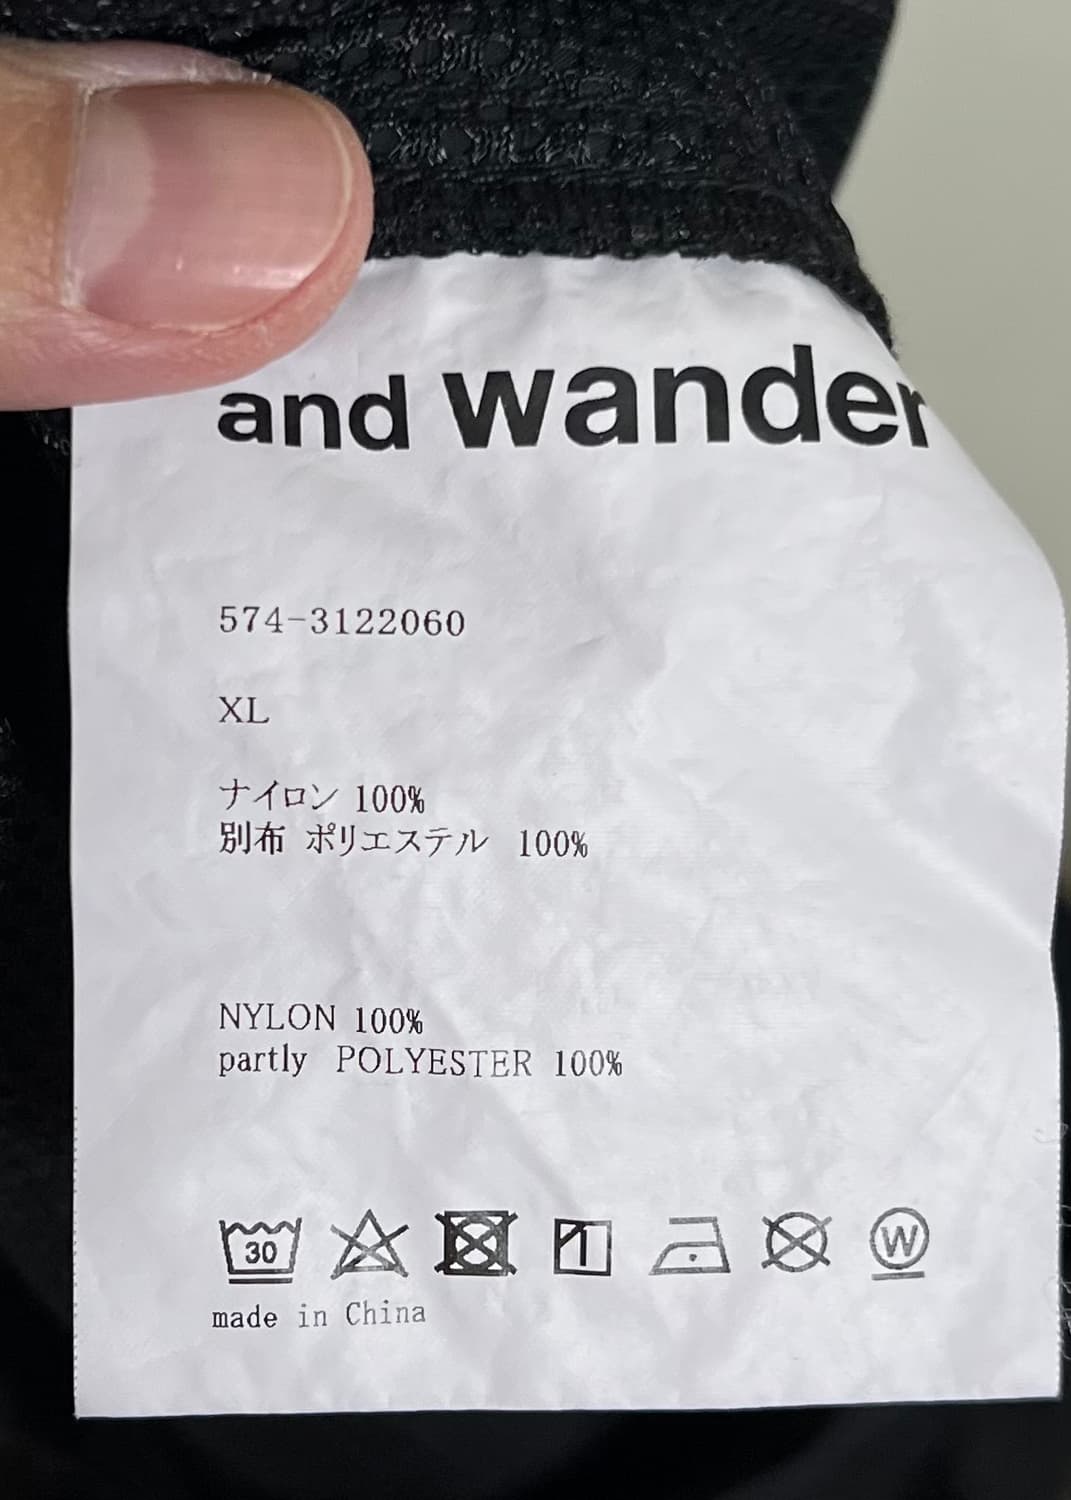 and wander
574-3122060
XL
ナイロン 100%
別布 ポリエステル 100%
NYLON 100%
partly POLYESTER 100%
30 W
made in China